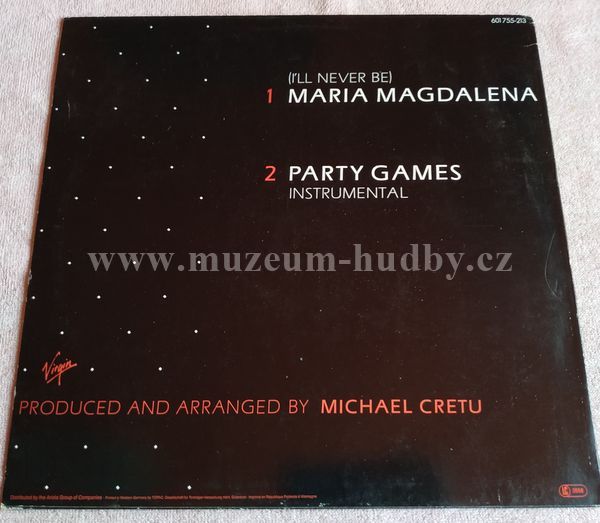 601 755-213
(I'LL NEVER BE)
1 MARIA MAGDALENA
2 PARTY GAMES
INSTRUMENTAL
www.muzeum-hudby.cz
Virgin
PRODUCED AND ARRANGED BY MICHAEL CRETU
Distributed by the Ariola Group of Companies